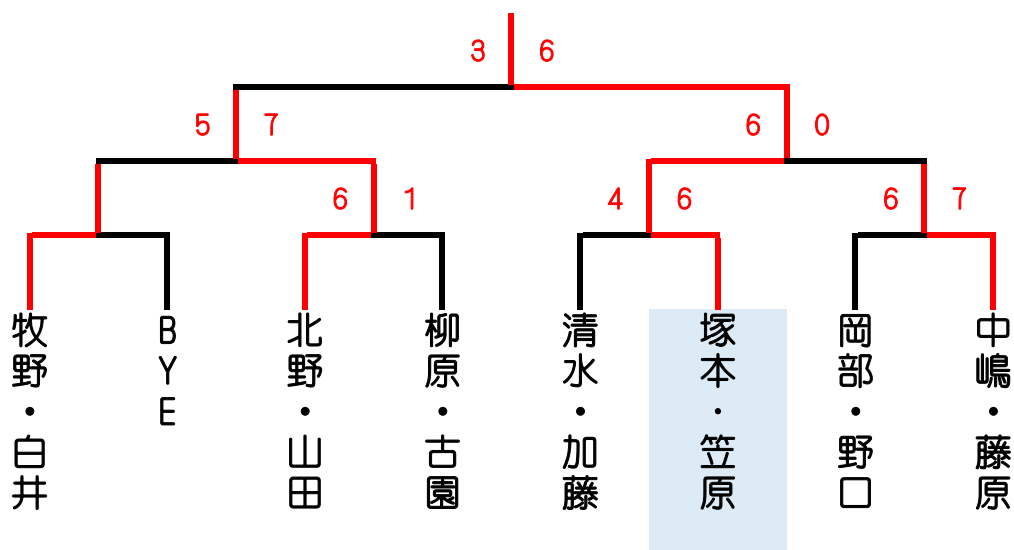 3 6
5 7 6 0
6 1 4 6 6 7
牧野・白井
BYE
北野・山田
柳原・古園
清水・加藤
塚本・笠原
岡部・野口
中嶋・藤原